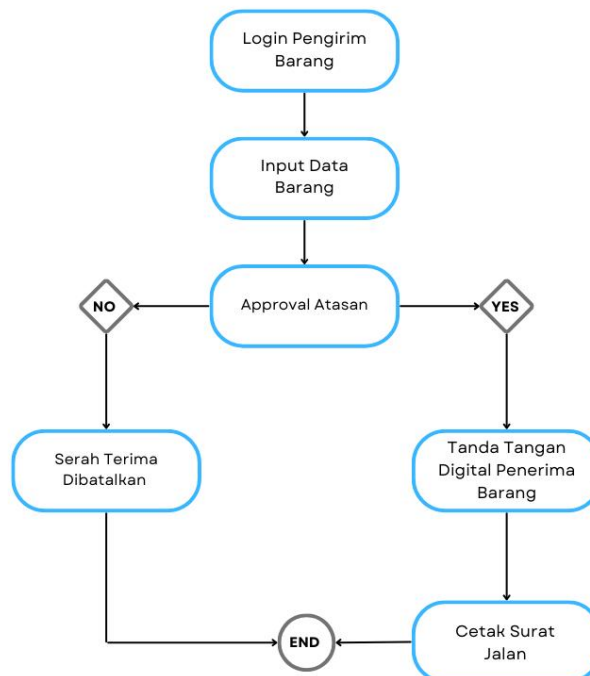 Login Pengirim
Barang
Input Data
Barang
NO
Approval Atasan
YES
Serah Terima
Dibatalkan
Tanda Tangan
Digital Penerima
Barang
END
Cetak Surat
Jalan